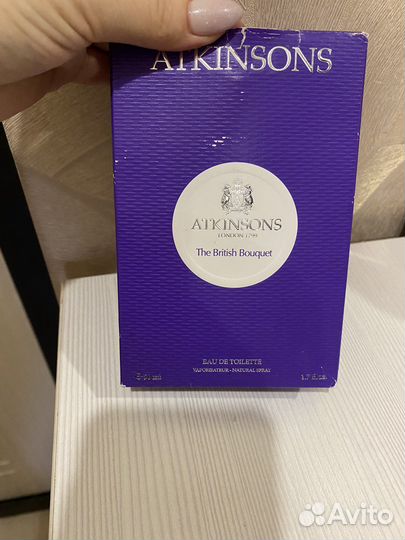 ATKINSONS
ATKINSONS
LONDON 1799
The British Bouquet
EAU DE TOILETTE
VAPORISATEUR - NATURAL SPRAY
1.7 fl.oz.
Avito